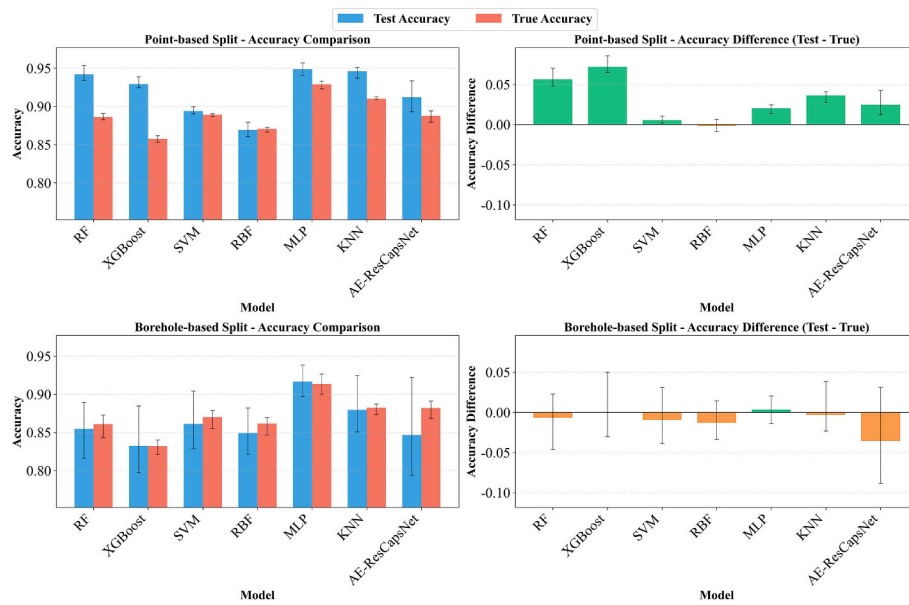 Test Accuracy True Accuracy
Point-based Split - Accuracy Comparison
0.95
0.90
0.85
0.80
Accuracy
RF
XGBoost
SVM
RBF
MLP
KNN
AE-ResCapsNet
Model
Point-based Split - Accuracy Difference (Test - True)
0.05
0.00
-0.05
-0.10
Accuracy Difference
RF
XGBoost
SVM
RBF
MLP
KNN
AE-ResCapsNet
Model
Borehole-based Split - Accuracy Comparison
0.95
0.90
0.85
0.80
Accuracy
RF
XGBoost
SVM
RBF
MLP
KNN
AE-ResCapsNet
Model
Borehole-based Split - Accuracy Difference (Test - True)
0.05
0.00
-0.05
-0.10
Accuracy Difference
RF
XGBoost
SVM
RBF
MLP
KNN
AE-ResCapsNet
Model